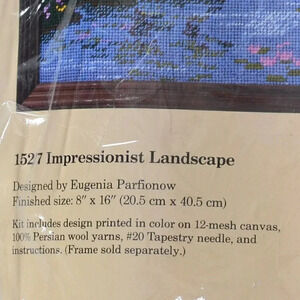 1527 Impressionist Landscape
Designed by Eugenia Parfionow
Finished size: 8" x 16" (20.5 cm x 40.5 cm)
Kit includes design printed in color on 12-mesh canvas,
100% Persian wool yarns, #20 Tapestry needle, and
instructions. (Frame sold separately.)